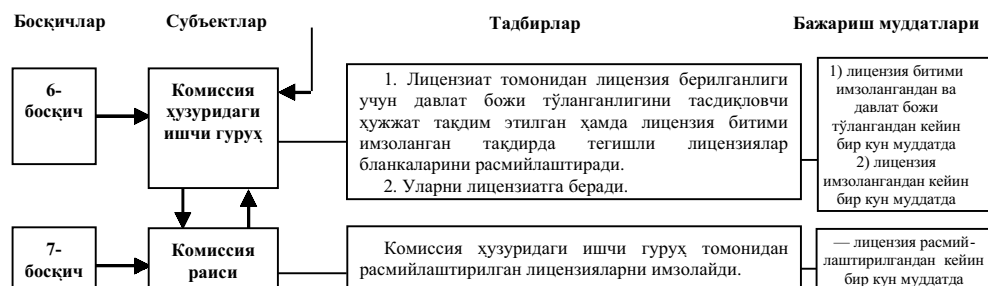 Босқичлар
Субъектлар
Тадбирлар
Бажариш муддатлари
6-
босқич
Комиссия
ҳузуридаги
ишчи гуруҳ
1. Лицензиат томонидан лицензия берилганлиги
учун давлат божи тўланганлигини тасдиқловчи
ҳужжат тақдим этилган ҳамда лицензия битими
имзоланган тақдирда тегишли лицензиялар
бланкаларини расмийлаштиради.
2. Уларни лицензиатга беради.
1) лицензия битими
имзолангандан ва
давлат божи
тўлангандан кейин
бир кун муддатда
2) лицензия
имзолангандан кейин
бир кун муддатда
7-
босқич
Комиссия
раиси
Комиссия ҳузуридаги ишчи гуруҳ томонидан
расмийлаштирилган лицензияларни имзолайди.
— лицензия расмий-
лаштирилгандан кейин
бир кун муддатда